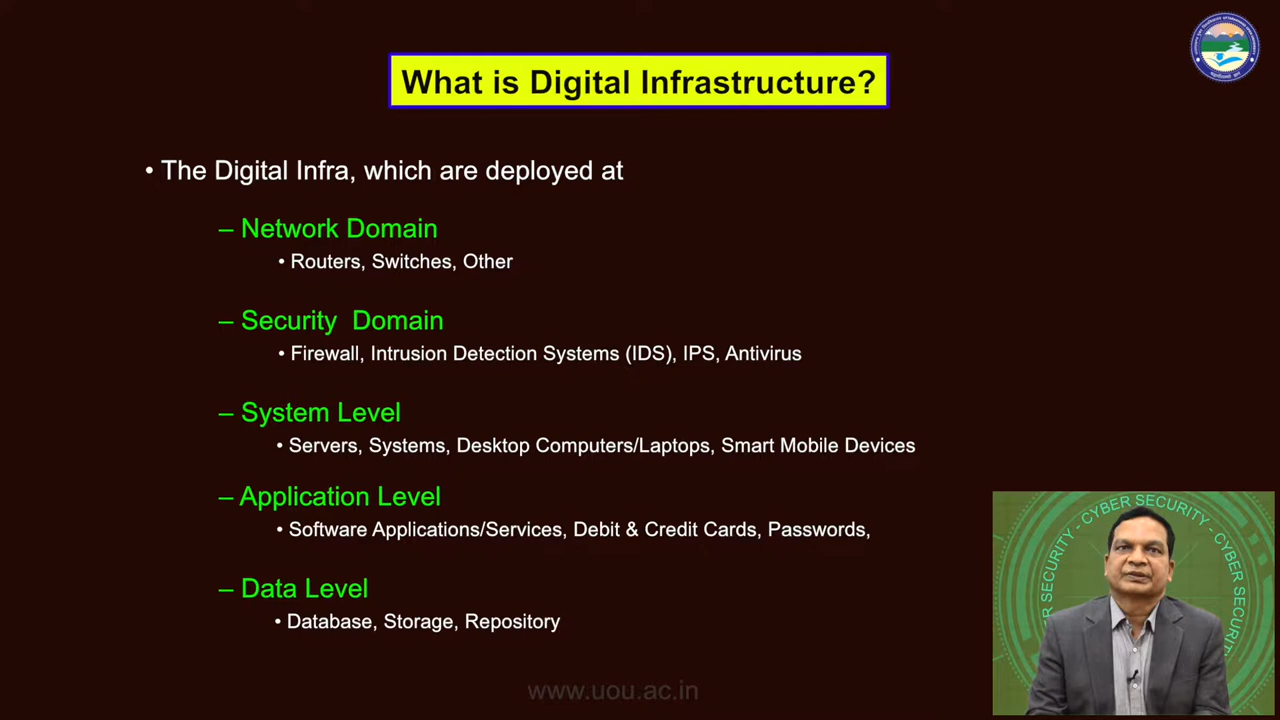 What is Digital Infrastructure?
• The Digital Infra, which are deployed at
– Network Domain
• Routers, Switches, Other
– Security Domain
• Firewall, Intrusion Detection Systems (IDS), IPS, Antivirus
– System Level
• Servers, Systems, Desktop Computers/Laptops, Smart Mobile Devices
– Application Level
• Software Applications/Services, Debit & Credit Cards, Passwords,
– Data Level
• Database, Storage, Repository
CYBER SECURITY - CYBER SECURITY - CYBER SECURITY
www.uou.ac.in